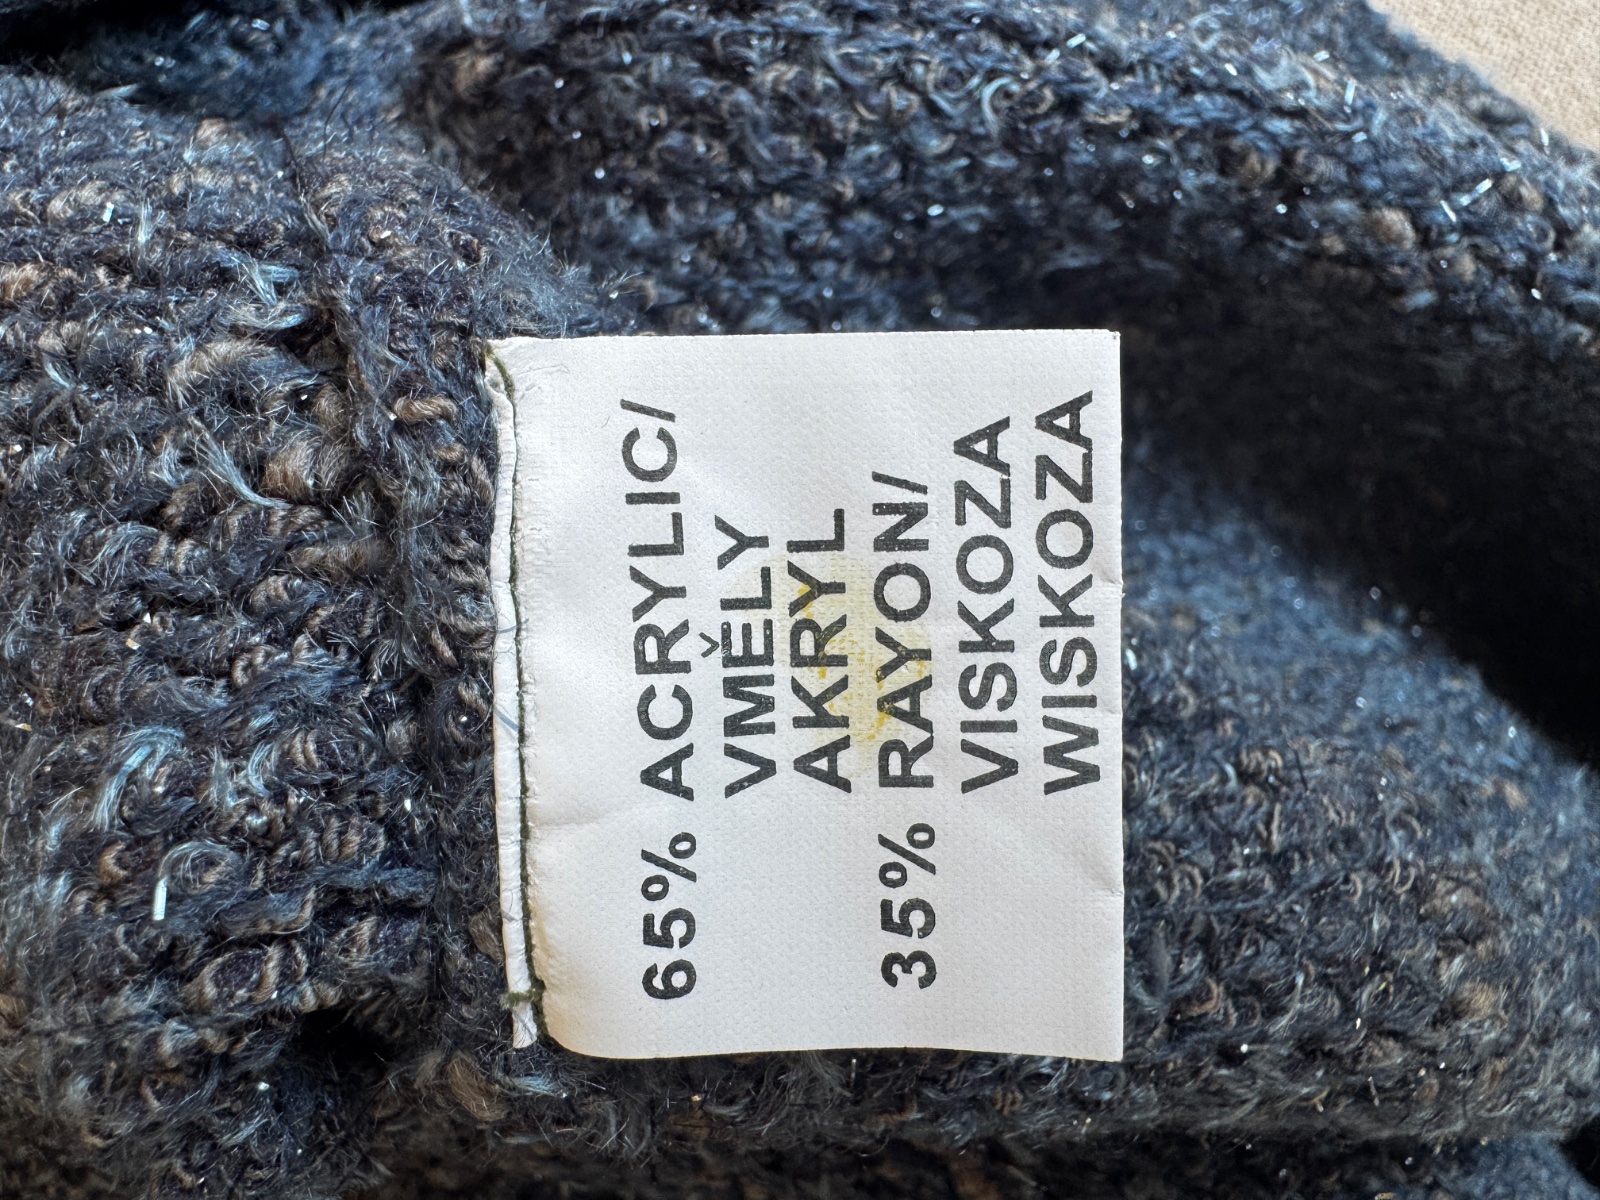 65% ACRYLIC/
VMĚLY
AKRYL
35% RAYON/
VISKOZA
WISKOZA